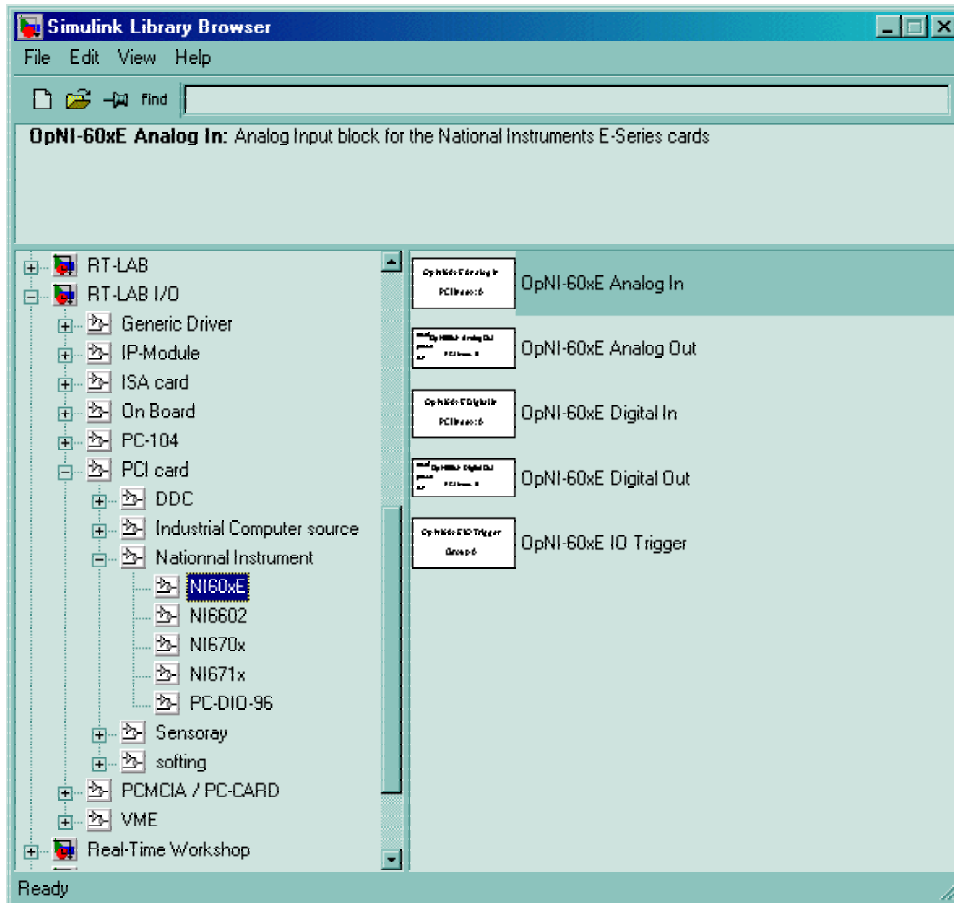 Simulink Library Browser
File Edit View Help
Find
OpNI-60xE Analog In: Analog Input block for the National Instruments E-Series cards
RT-LAB
RT-LAB I/O
Generic Driver
IP-Module
ISA card
On Board
PC-104
PCI card
DDC
Industrial Computer source
Nationnal Instrument
NI60xE
NI6602
NI670x
NI671x
PC-DIO-96
Sensoray
softing
PCMCIA / PC-CARD
VME
Real-Time Workshop
OpNI-60xE Analog In
OpNI-60xE Analog Out
OpNI-60xE Digital In
OpNI-60xE Digital Out
OpNI-60xE IO Trigger
Ready